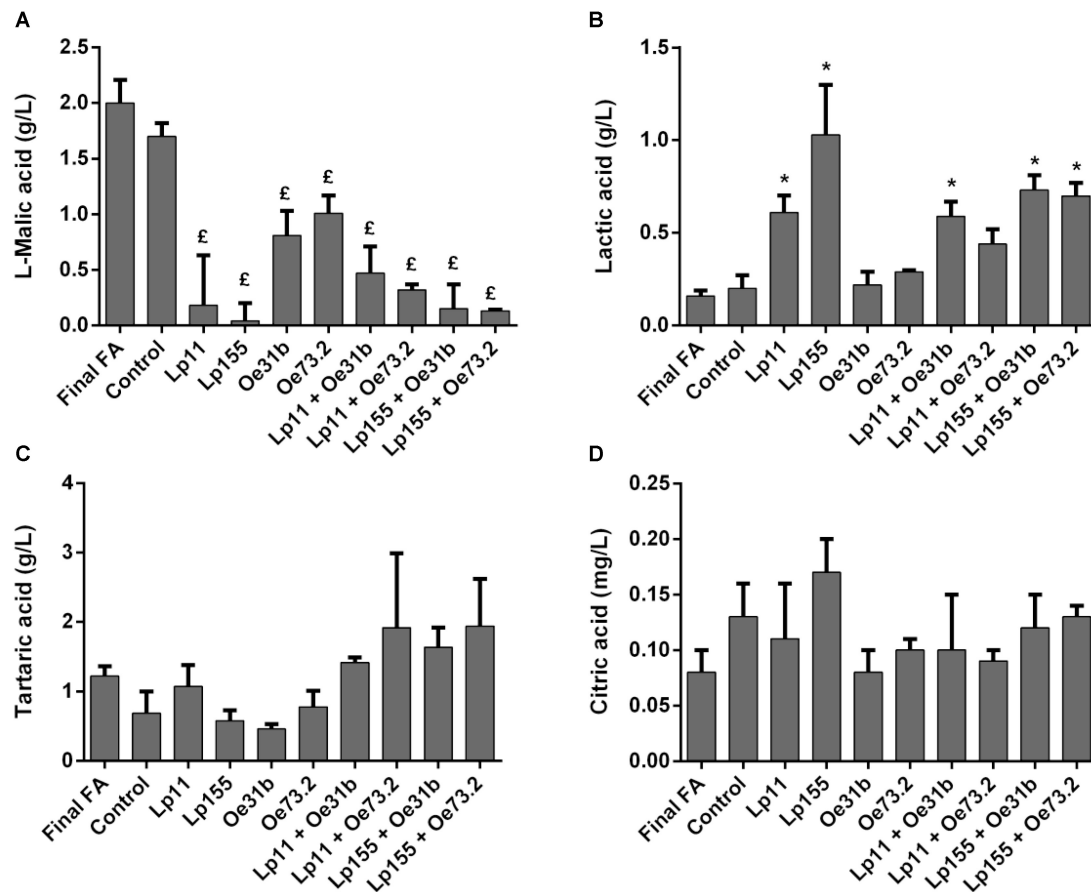 A
L-Malic acid (g/L)
2.5
2.0
1.5
1.0
0.5
0.0
£ £ £ £ £ £ £ £
Final FA
Control
Lp11
Lp155
Oe31b
Oe73.2
Lp11 + Oe31b
Lp11 + Oe73.2
Lp155 + Oe31b
Lp155 + Oe73.2
B
Lactic acid (g/L)
1.5
1.0
0.5
0.0
* * * * *
Final FA
Control
Lp11
Lp155
Oe31b
Oe73.2
Lp11 + Oe31b
Lp11 + Oe73.2
Lp155 + Oe31b
Lp155 + Oe73.2
C
Tartaric acid (g/L)
4
3
2
1
0
Final FA
Control
Lp11
Lp155
Oe31b
Oe73.2
Lp11 + Oe31b
Lp11 + Oe73.2
Lp155 + Oe31b
Lp155 + Oe73.2
D
Citric acid (mg/L)
0.25
0.20
0.15
0.10
0.05
0.00
Final FA
Control
Lp11
Lp155
Oe31b
Oe73.2
Lp11 + Oe31b
Lp11 + Oe73.2
Lp155 + Oe31b
Lp155 + Oe73.2